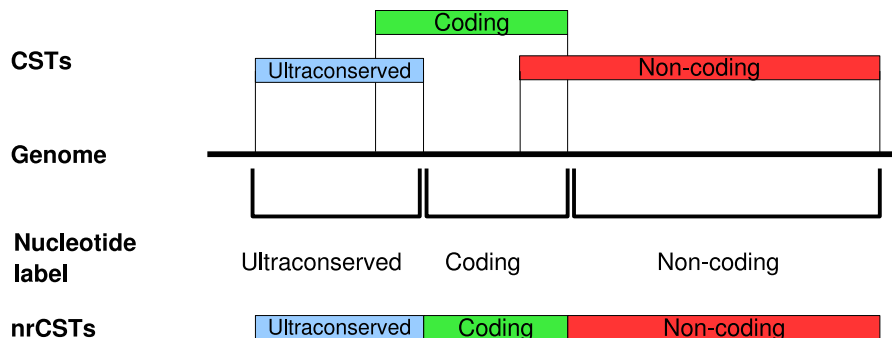 Coding
CSTs
Ultraconserved
Non-coding
Genome
Nucleotide
label
Ultraconserved Coding Non-coding
nrCSTs
Ultraconserved Coding Non-coding